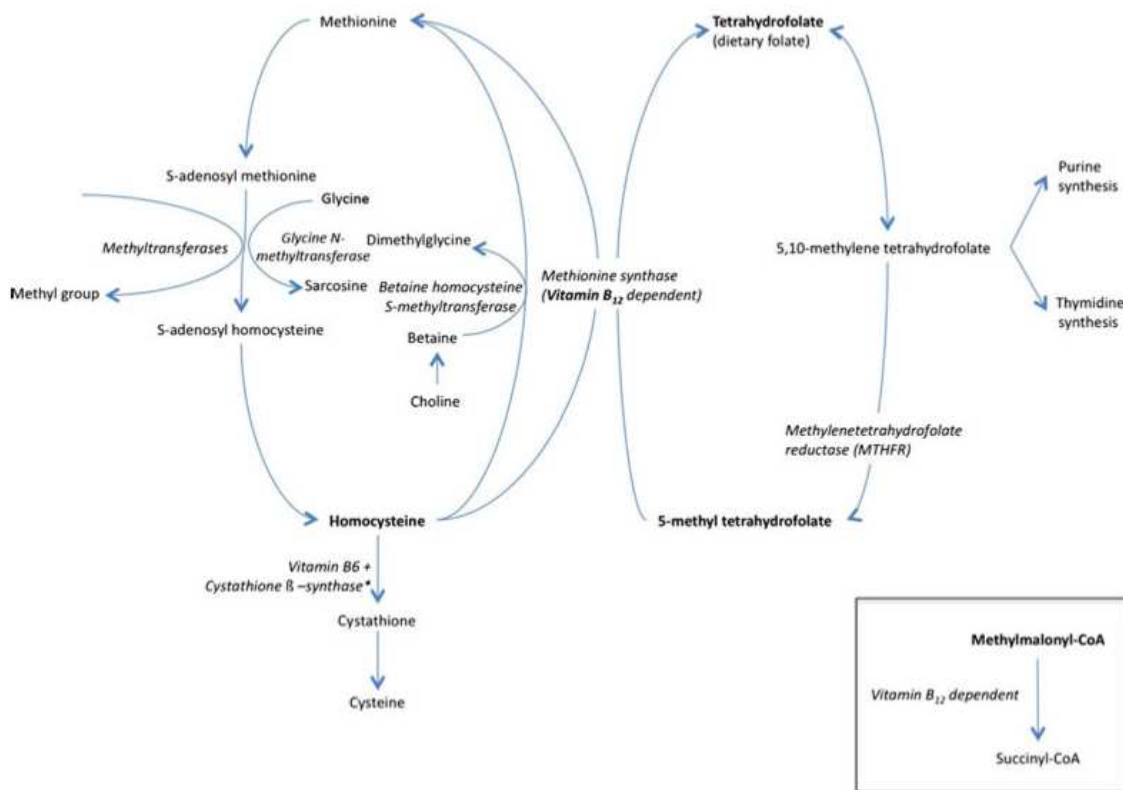 Methionine
Tetrahydrofolate
(dietary folate)
S-adenosyl methionine
Glycine
Methyltransferases
Glycine N-
methyltransferase
Dimethylglycine
Sarcosine
Betaine homocysteine
S-methyltransferase
Methyl group
S-adenosyl homocysteine
Betaine
Choline
Methionine synthase
(Vitamin B12 dependent)
5,10-methylene tetrahydrofolate
Purine
synthesis
Thymidine
synthesis
Methylenetetrahydrofolate
reductase (MTHFR)
Homocysteine
5-methyl tetrahydrofolate
Vitamin B6 +
Cystathione ß –synthase*
Cystathione
Cysteine
Methylmalonyl-CoA
Vitamin B12 dependent
Succinyl-CoA